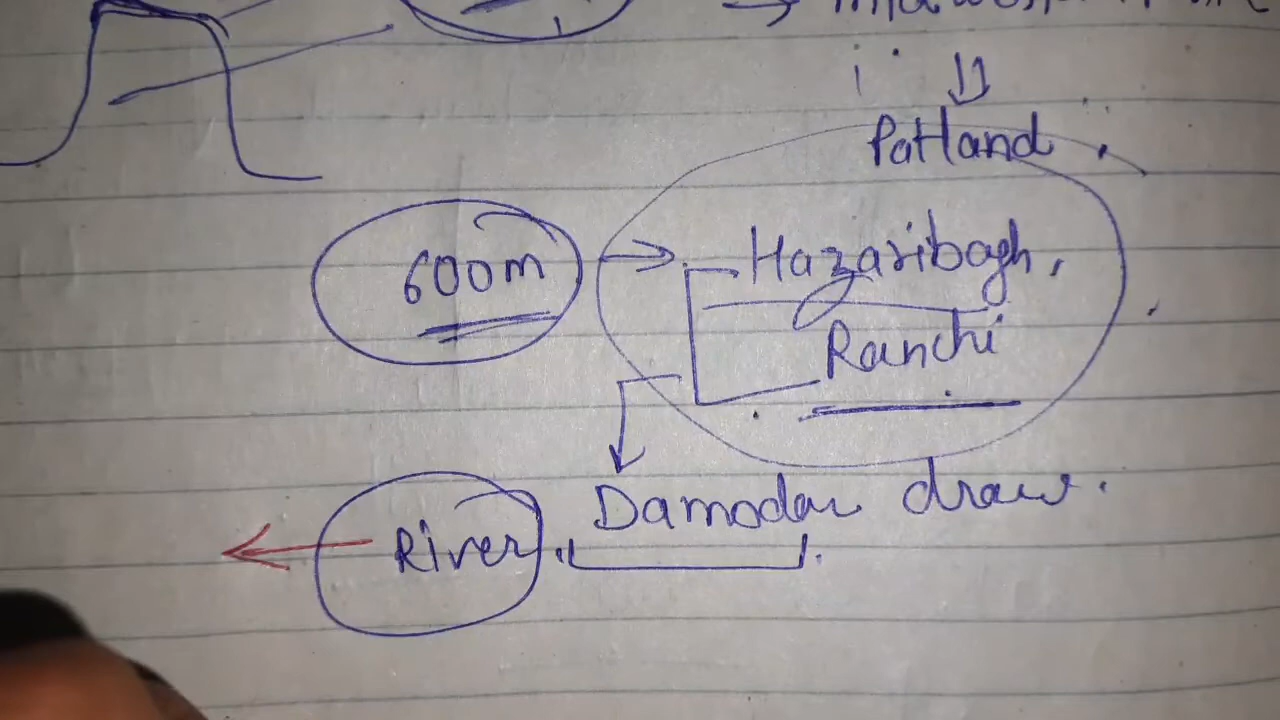 Patland.
600m → Hazaribagh,
Ranchi
Damodar draw.
River